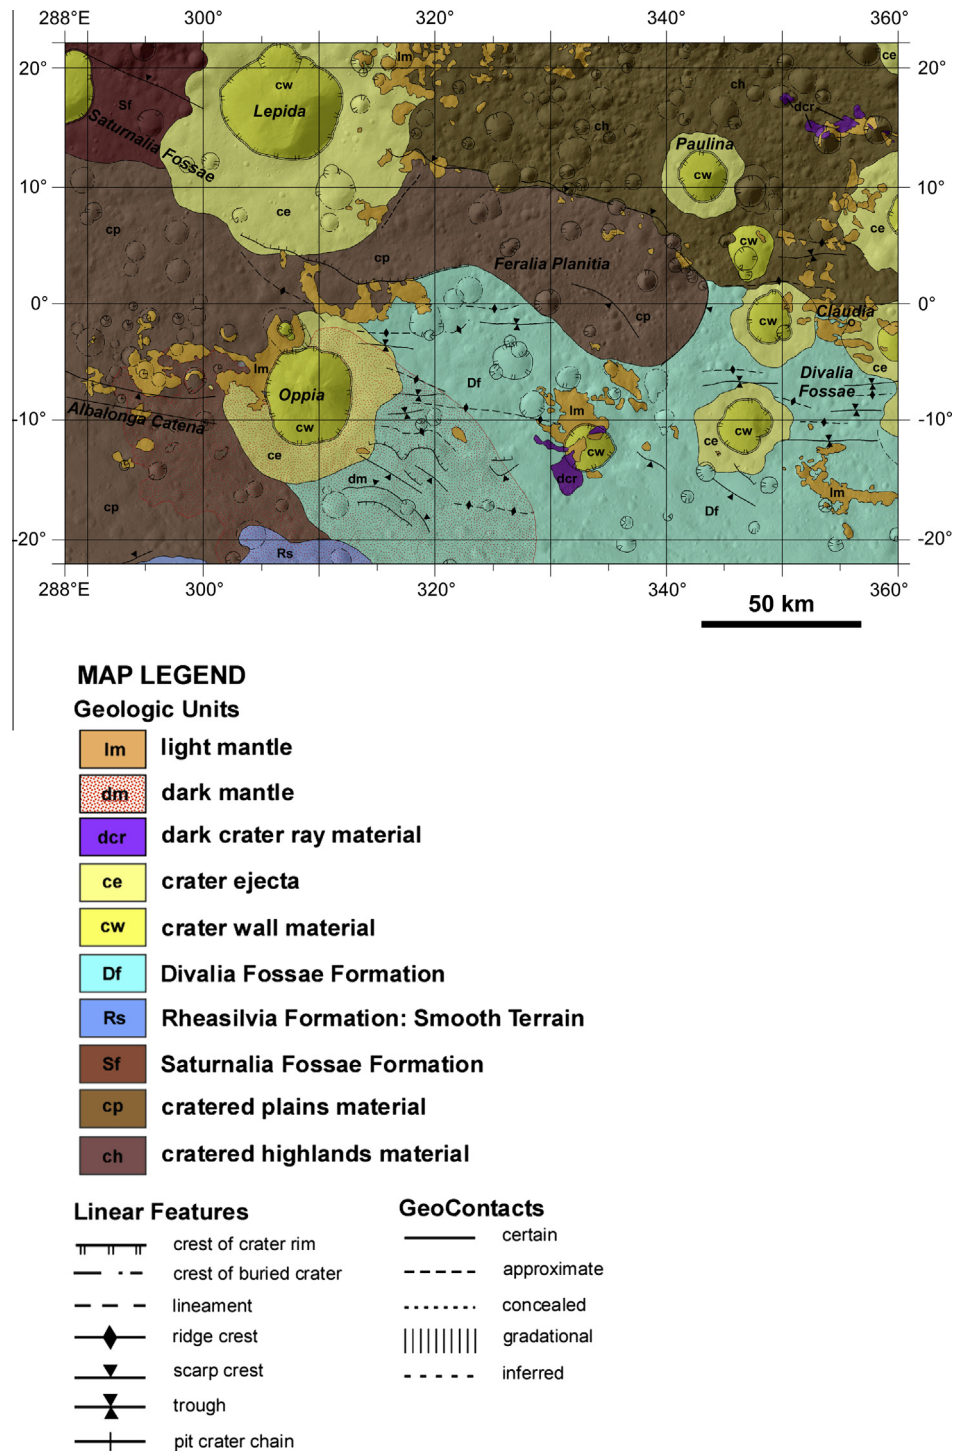 288°E 300° 320° 340° 360°
20° lm ce 20°
cw ch
Sf Lepida dcr
Saturnalia Fossae ch Paulina
cw
10° 10°
ce ce
cp cw
cp Feralia Planitia
0° cp cw Claudia 0°
lm ce
Oppia Df Divalia
Fossae
Albalonga Catena lm
-10° cw ce cw -10°
ce cw
dm dcr lm
cp Df
-20° Rs -20°
288°E 300° 320° 340° 360°
50 km
MAP LEGEND
Geologic Units
lm light mantle
dm dark mantle
dcr dark crater ray material
ce crater ejecta
cw crater wall material
Df Divalia Fossae Formation
Rs Rheasilvia Formation: Smooth Terrain
Sf Saturnalia Fossae Formation
cp cratered plains material
ch cratered highlands material
Linear Features
crest of crater rim
crest of buried crater
lineament
ridge crest
scarp crest
trough
pit crater chain
GeoContacts
certain
approximate
concealed
gradational
inferred